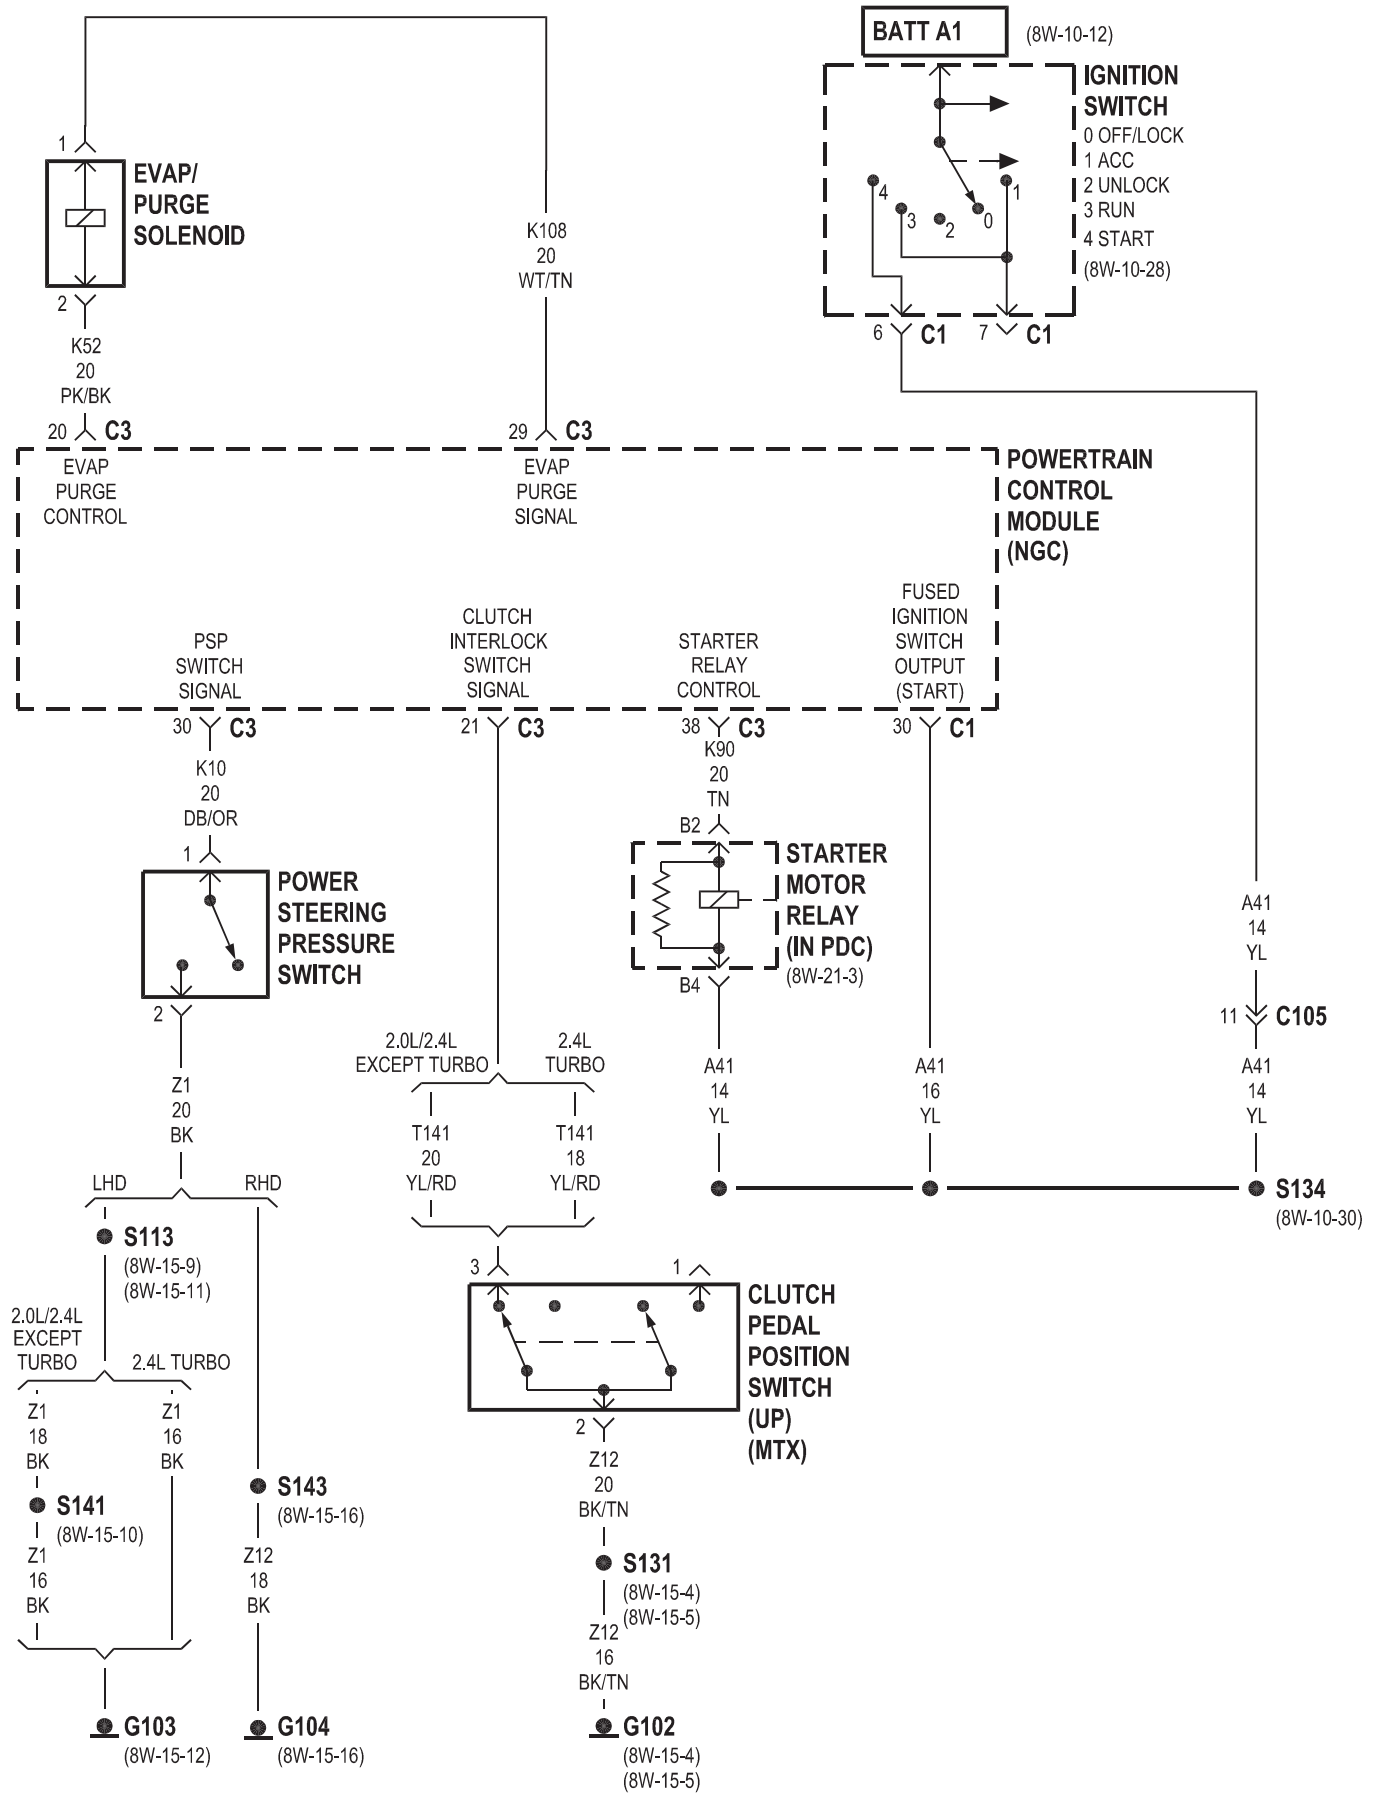 BATT A1
(8W-10-12)
IGNITION
SWITCH
0 OFF/LOCK
1 ACC
2 UNLOCK
3 RUN
4 START
(8W-10-28)
4
3
2
0
1
6
C1
7
C1
1
EVAP/
PURGE
SOLENOID
2
K52
20
PK/BK
20
C3
K108
20
WT/TN
29
C3
EVAP
PURGE
CONTROL
EVAP
PURGE
SIGNAL
POWERTRAIN
CONTROL
MODULE
(NGC)
PSP
SWITCH
SIGNAL
CLUTCH
INTERLOCK
SWITCH
SIGNAL
STARTER
RELAY
CONTROL
FUSED
IGNITION
SWITCH
OUTPUT
(START)
30
C3
21
C3
38
C3
30
C1
K10
20
DB/OR
1
POWER
STEERING
PRESSURE
SWITCH
2
K90
20
TN
B2
STARTER
MOTOR
RELAY
(IN PDC)
(8W-21-3)
B4
A41
14
YL
11
C105
A41
14
YL
A41
16
YL
A41
14
YL
S134
(8W-10-30)
Z1
20
BK
2.0L/2.4L
EXCEPT TURBO
2.4L
TURBO
T141
20
YL/RD
T141
18
YL/RD
LHD
RHD
S113
(8W-15-9)
(8W-15-11)
3
1
CLUTCH
PEDAL
POSITION
SWITCH
(UP)
(MTX)
2
2.0L/2.4L
EXCEPT
TURBO
2.4L TURBO
Z1
18
BK
Z1
16
BK
S141
(8W-15-10)
Z1
16
BK
S143
(8W-15-16)
Z12
18
BK
Z12
20
BK/TN
S131
(8W-15-4)
(8W-15-5)
Z12
16
BK/TN
G103
(8W-15-12)
G104
(8W-15-16)
G102
(8W-15-4)
(8W-15-5)